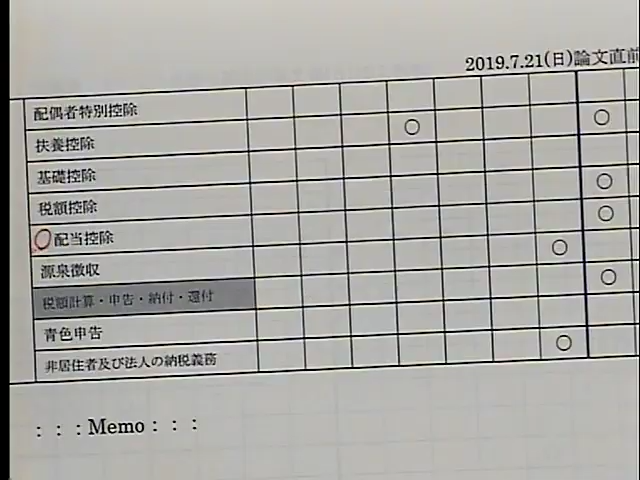 2019.7.21(日)論文直前
配偶者特別控除
扶養控除 ○ ○
基礎控除
税額控除 ○
配当控除 ○
源泉徴収 ○
税額計算・申告・納付・還付 ○
青色申告
非居住者及び法人の納税義務 ○
: : : Memo : : :